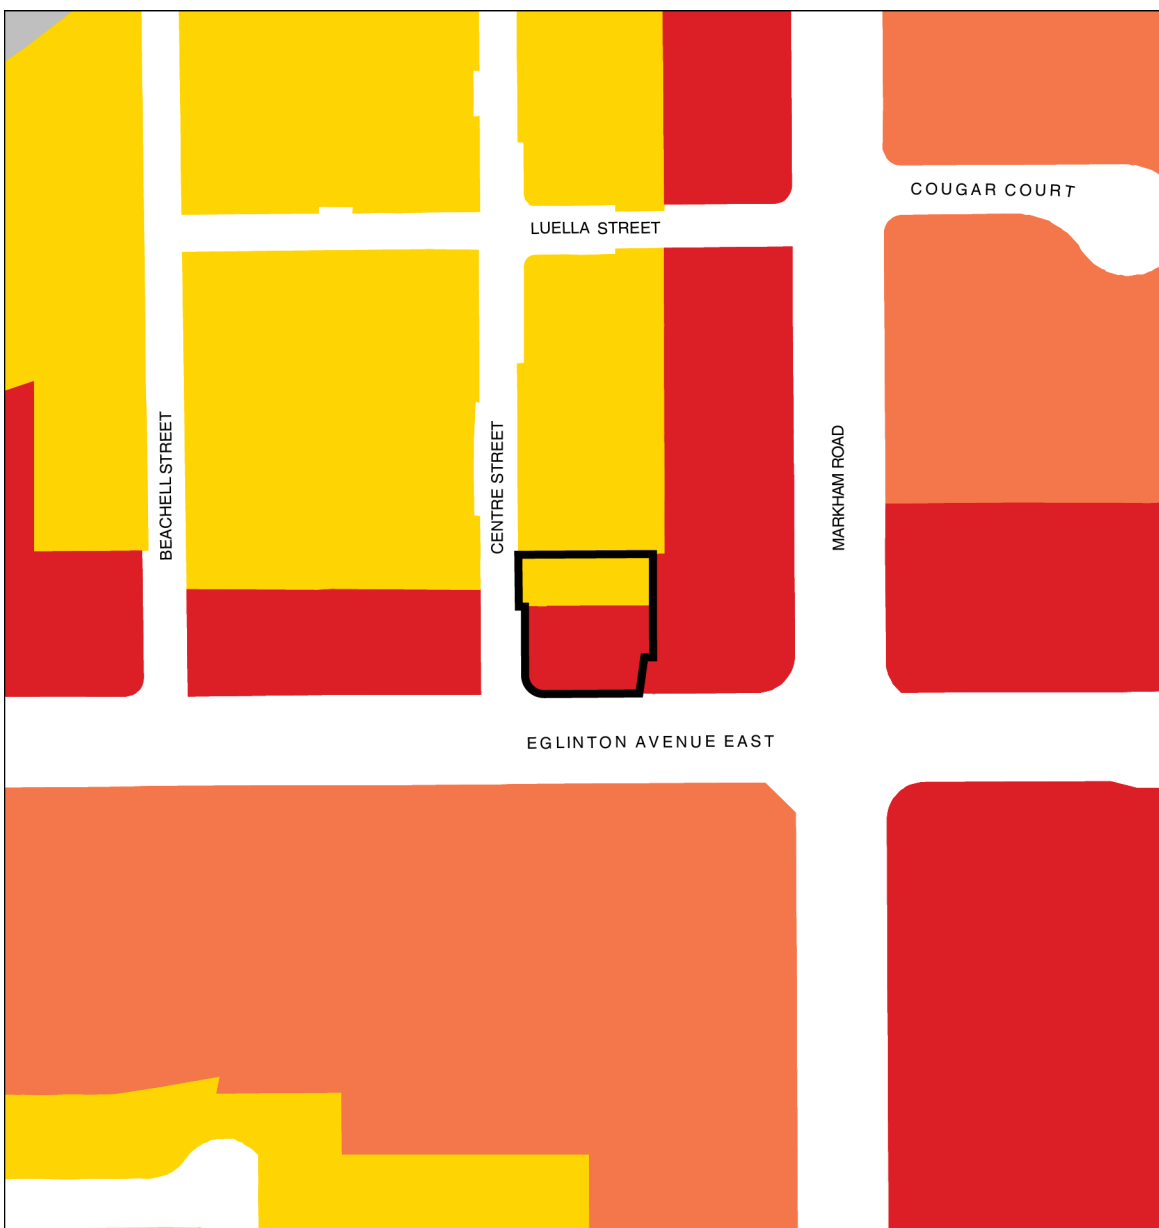 COUGAR COURT
LUELLA STREET
BEACHELL STREET
CENTRE STREET
MARKHAM ROAD
EGLINTON AVENUE EAST